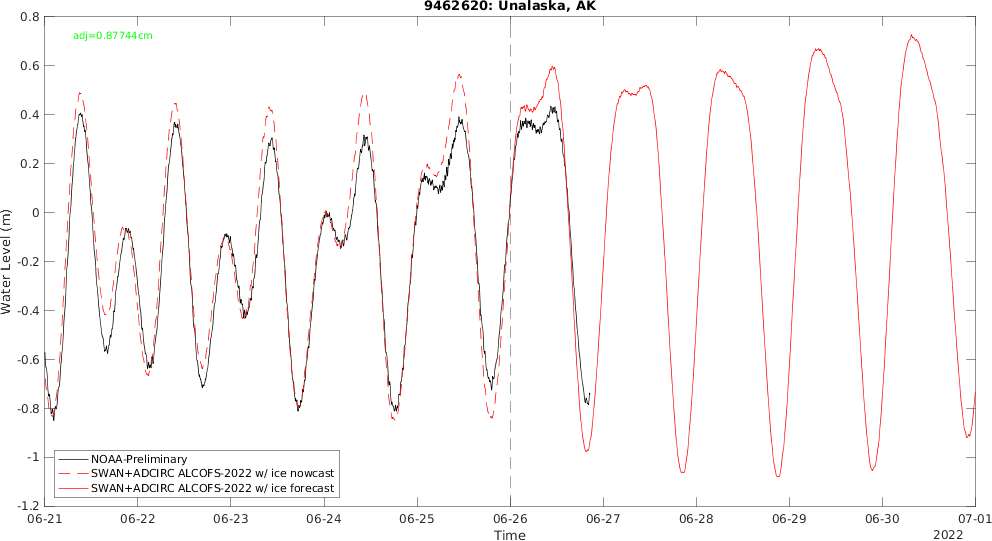 9462620: Unalaska, AK
adj=0.87744cm
0.8
0.6
0.4
0.2
0
-0.2
-0.4
-0.6
-0.8
-1
-1.2
Water Level (m)
NOAA-Preliminary
SWAN+ADCIRC ALCOFS-2022 w/ ice nowcast
SWAN+ADCIRC ALCOFS-2022 w/ ice forecast
06-21 06-22 06-23 06-24 06-25 06-26 06-27 06-28 06-29 06-30 07-01
Time
2022